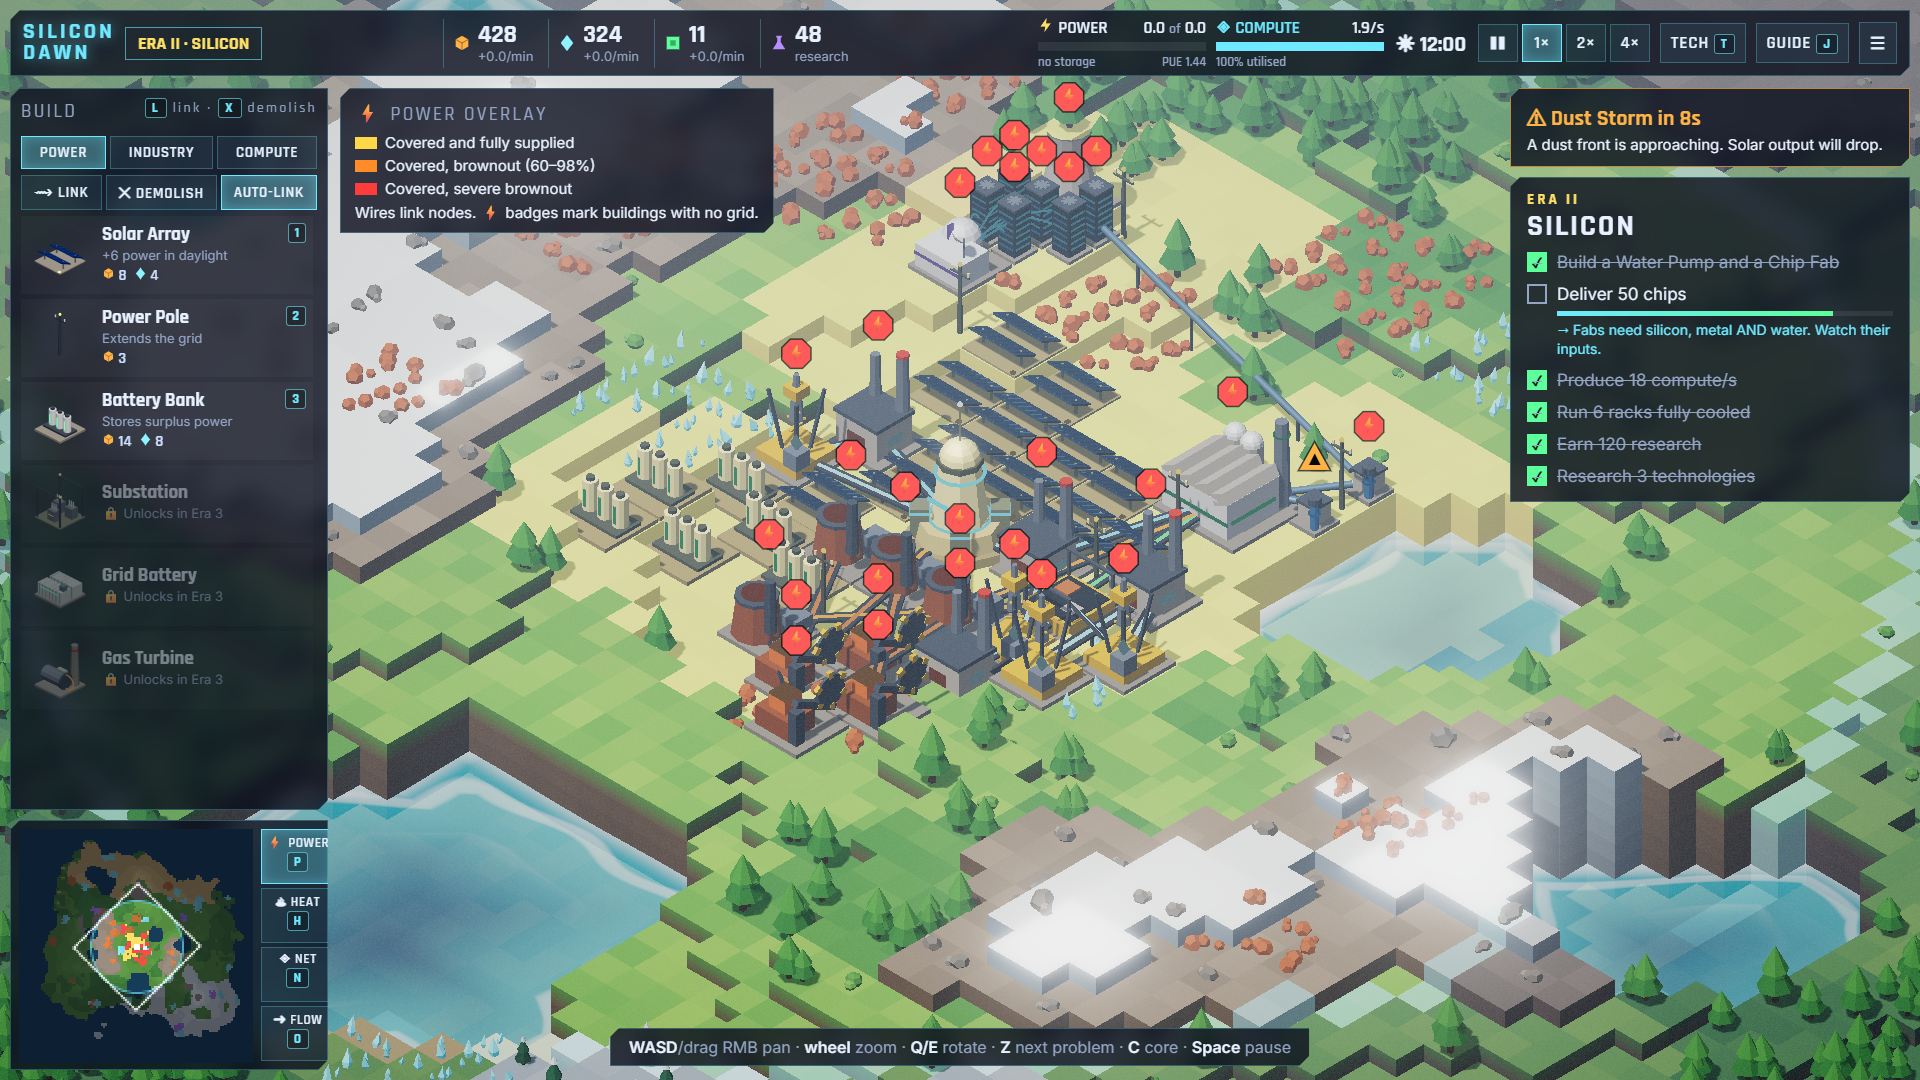 SILICON
DAWN
ERA II · SILICON
428
+0.0/min
324
+0.0/min
11
+0.0/min
48
research
POWER 0.0 of 0.0
no storage PUE 1.44
COMPUTE 1.9/s
100% utilised
12:00
1×
2×
4×
TECH T
GUIDE J
BUILD
L link · X demolish
POWER
INDUSTRY
COMPUTE
LINK
DEMOLISH
AUTO-LINK
Solar Array 1
+6 power in daylight
8 4
Power Pole 2
Extends the grid
3
Battery Bank 3
Stores surplus power
14 8
Substation
Unlocks in Era 3
Grid Battery
Unlocks in Era 3
Gas Turbine
Unlocks in Era 3
POWER OVERLAY
Covered and fully supplied
Covered, brownout (60–98%)
Covered, severe brownout
Wires link nodes. badges mark buildings with no grid.
Dust Storm in 8s
A dust front is approaching. Solar output will drop.
ERA II
SILICON
Build a Water Pump and a Chip Fab
Deliver 50 chips
→ Fabs need silicon, metal AND water. Watch their
inputs.
Produce 18 compute/s
Run 6 racks fully cooled
Earn 120 research
Research 3 technologies
POWER
P
HEAT
H
NET
N
FLOW
O
WASD/drag RMB pan · wheel zoom · Q/E rotate · Z next problem · C core · Space pause